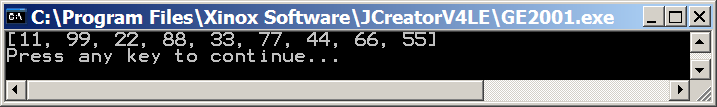 C:\Program Files\Xinox Software\JCreatorV4LE\GE2001.exe
[11, 99, 22, 88, 33, 77, 44, 66, 55]
Press any key to continue...